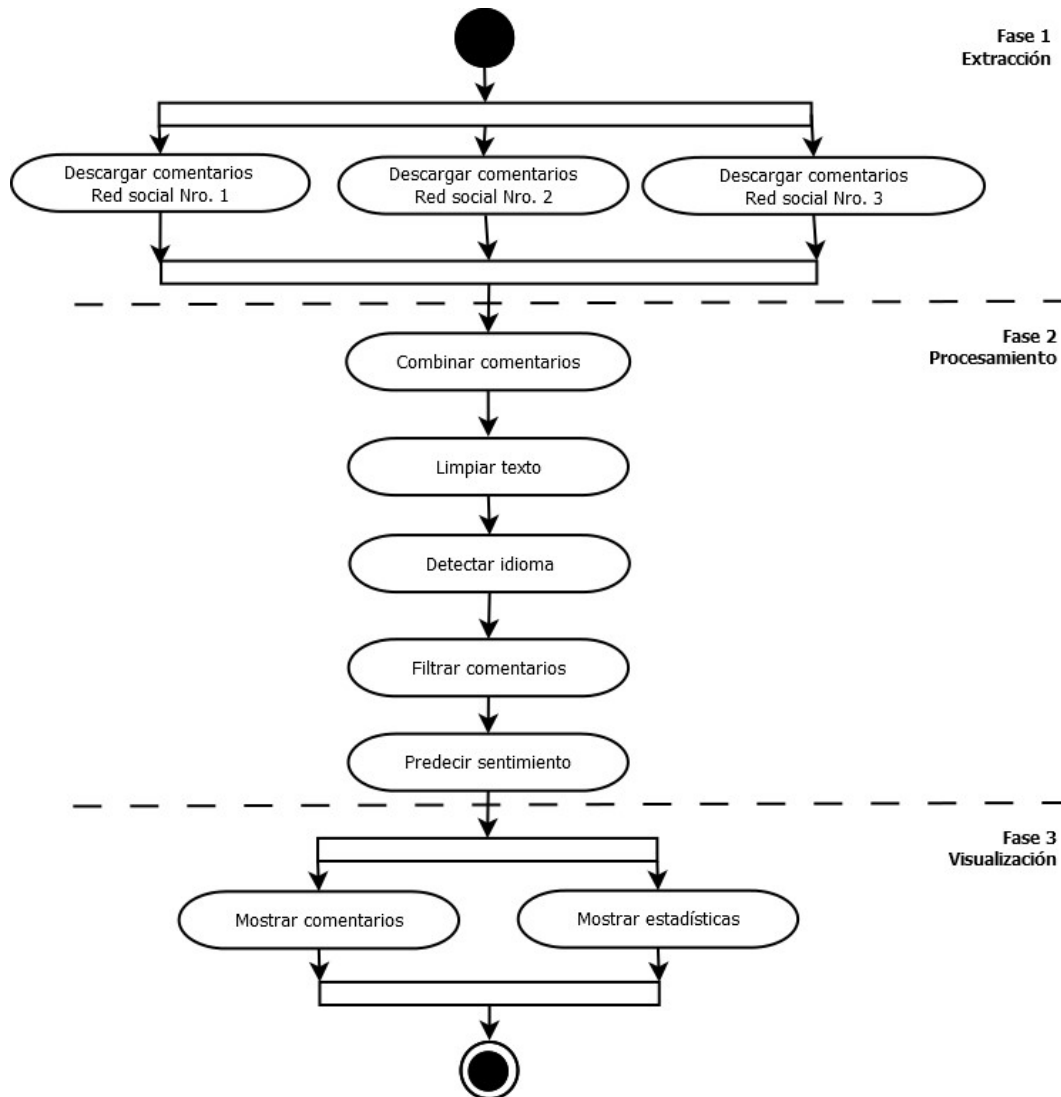 Fase 1
Extracción
Descargar comentarios
Red social Nro. 1
Descargar comentarios
Red social Nro. 2
Descargar comentarios
Red social Nro. 3
Fase 2
Procesamiento
Combinar comentarios
Limpiar texto
Detectar idioma
Filtrar comentarios
Predecir sentimiento
Fase 3
Visualización
Mostrar comentarios
Mostrar estadísticas